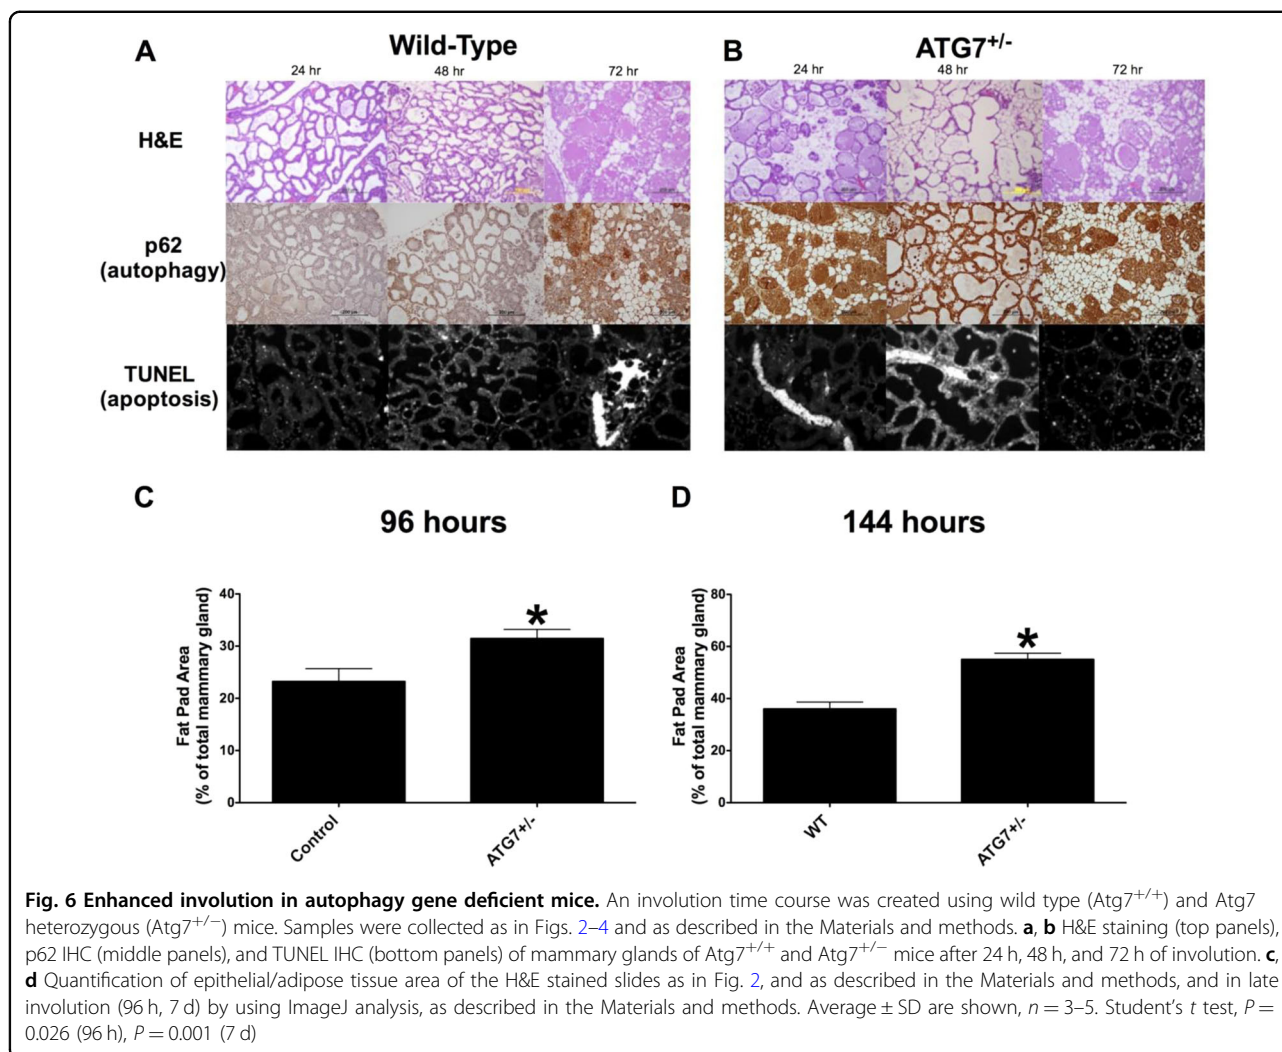 A
Wild-Type
24 hr
48 hr
72 hr
B
ATG7+/-
24 hr
48 hr
72 hr
H&E
p62
(autophagy)
TUNEL
(apoptosis)
C
96 hours
Fat Pad Area
(% of total mammary gland)
40
30
20
10
0
Control
ATG7+/-
*
D
144 hours
Fat Pad Area
(% of total mammary gland)
80
60
40
20
0
WT
ATG7+/-
*
Fig. 6 Enhanced involution in autophagy gene deficient mice. An involution time course was created using wild type (Atg7+/+) and Atg7
heterozygous (Atg7+/−) mice. Samples were collected as in Figs. 2–4 and as described in the Materials and methods. a, b H&E staining (top panels),
p62 IHC (middle panels), and TUNEL IHC (bottom panels) of mammary glands of Atg7+/+ and Atg7+/− mice after 24 h, 48 h, and 72 h of involution. c,
d Quantification of epithelial/adipose tissue area of the H&E stained slides as in Fig. 2, and as described in the Materials and methods, and in late
involution (96 h, 7 d) by using ImageJ analysis, as described in the Materials and methods. Average ± SD are shown, n = 3–5. Student's t test, P =
0.026 (96 h), P = 0.001 (7 d)